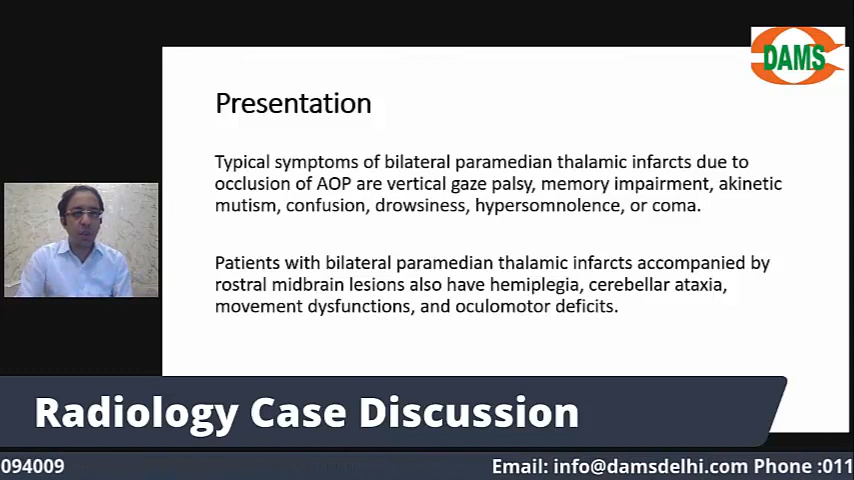 DAMS
Presentation
Typical symptoms of bilateral paramedian thalamic infarcts due to
occlusion of AOP are vertical gaze palsy, memory impairment, akinetic
mutism, confusion, drowsiness, hypersomnolence, or coma.
Patients with bilateral paramedian thalamic infarcts accompanied by
rostral midbrain lesions also have hemiplegia, cerebellar ataxia,
movement dysfunctions, and oculomotor deficits.
Radiology Case Discussion
094009 Email: info@damsdelhi.com Phone :011